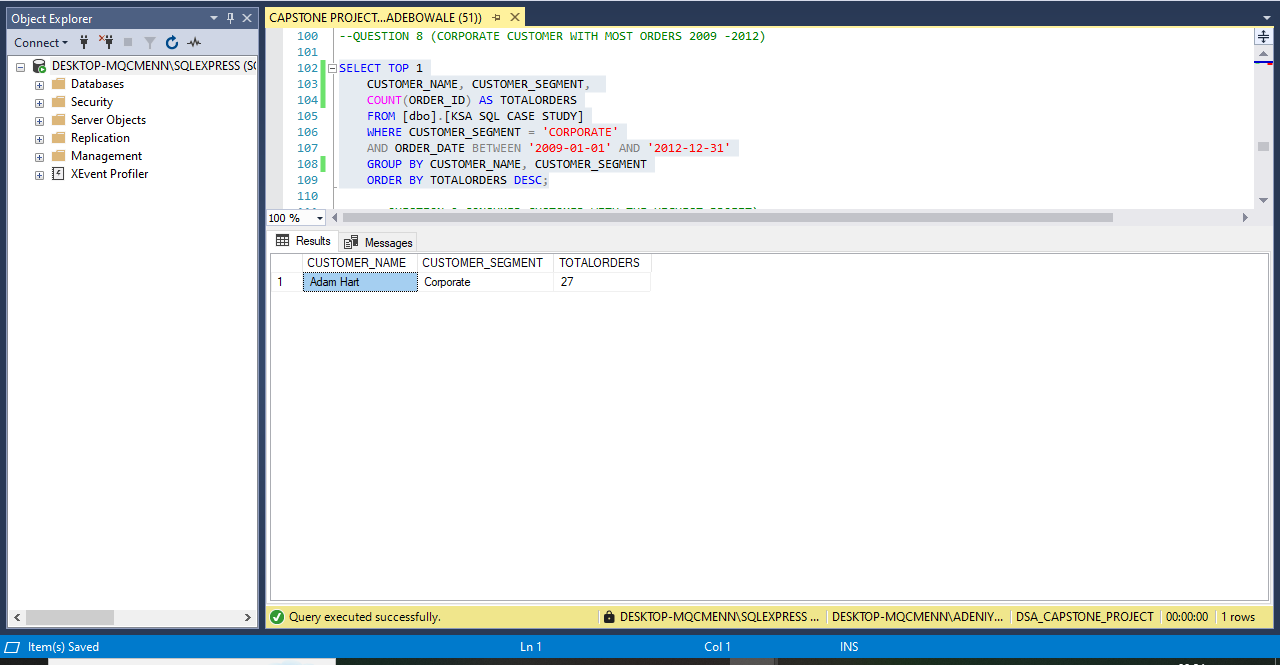 Object Explorer
Connect
DESKTOP-MQCMENN\SQLEXPRESS (SQ
Databases
Security
Server Objects
Replication
Management
XEvent Profiler
CAPSTONE PROJECT...ADEBOWALE (51))
100 --QUESTION 8 (CORPORATE CUSTOMER WITH MOST ORDERS 2009 -2012)
101
102 SELECT TOP 1
103 CUSTOMER_NAME, CUSTOMER_SEGMENT,
104 COUNT(ORDER_ID) AS TOTALORDERS
105 FROM [dbo].[KSA SQL CASE STUDY]
106 WHERE CUSTOMER_SEGMENT = 'CORPORATE'
107 AND ORDER_DATE BETWEEN '2009-01-01' AND '2012-12-31'
108 GROUP BY CUSTOMER_NAME, CUSTOMER_SEGMENT
109 ORDER BY TOTALORDERS DESC;
110
100 %
Results Messages
CUSTOMER_NAME CUSTOMER_SEGMENT TOTALORDERS
1 Adam Hart Corporate 27
Query executed successfully. DESKTOP-MQCMENN\SQLEXPRESS ... DESKTOP-MQCMENN\ADENIY... DSA_CAPSTONE_PROJECT 00:00:00 1 rows
Item(s) Saved Ln 1 Col 1 INS